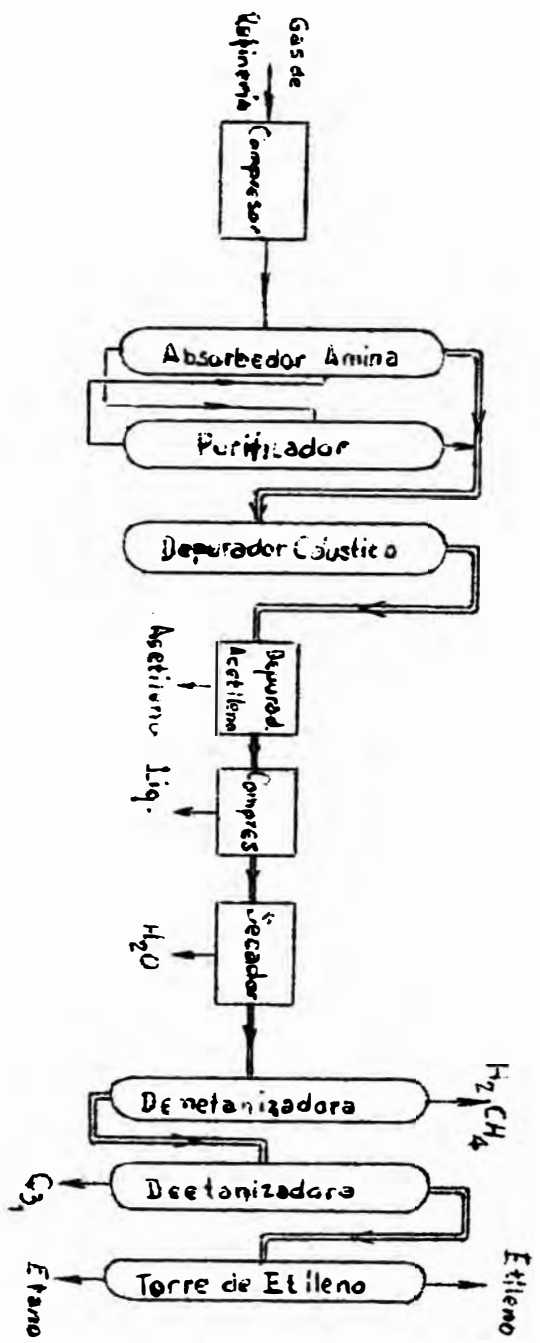 Gas de
Refinería
Compresor
Absorbedor Amina
Purificador
Depurador Cáustico
Depurad.
Acetileno
Acetileno
Compres
Liq.
Secador
H₂O
Demetanizadora
H₂,CH₄
Deetanizadora
C₃,
Torre de Etileno
Etileno
Etano